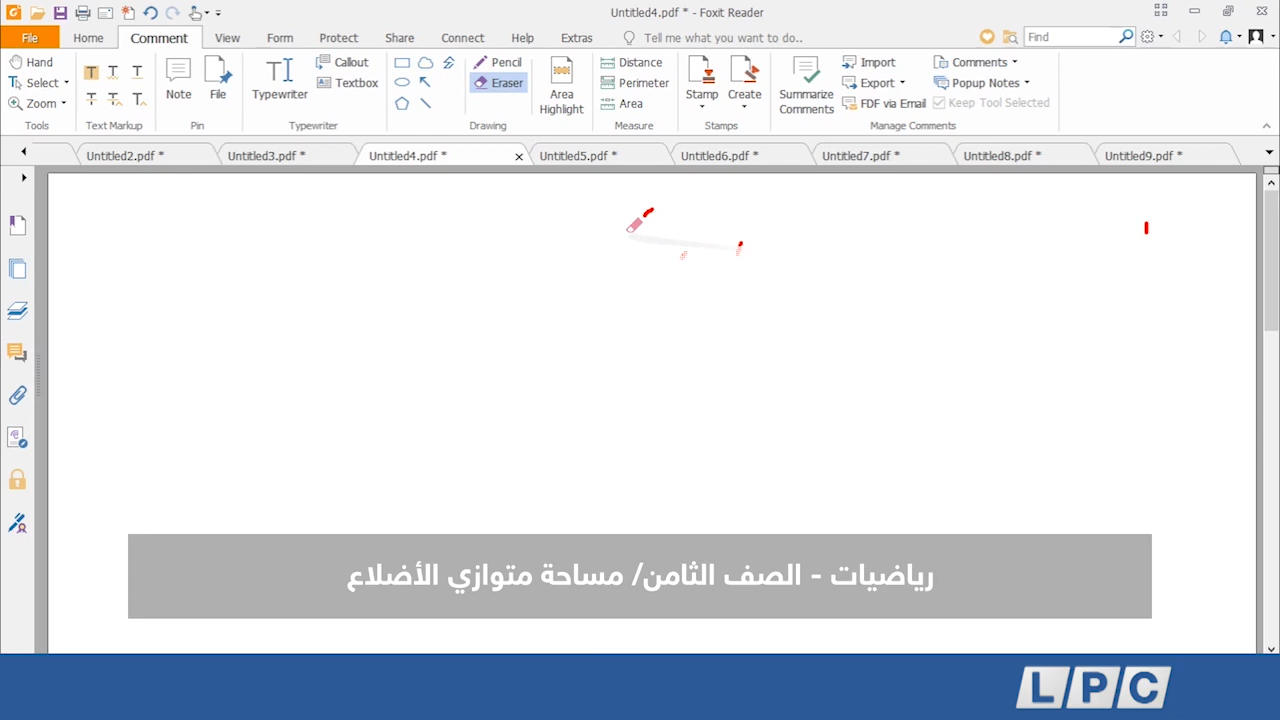 Untitled4.pdf * - Foxit Reader
File Home Comment View Form Protect Share Connect Help Extras Tell me what you want to do.. Find
Hand
Select
Zoom
Tools
Text Markup
Note
File
Pin
Typewriter
Callout
Textbox
Typewriter
Pencil
Eraser
Drawing
Area Highlight
Distance
Perimeter
Area
Measure
Stamp
Create
Stamps
Summarize Comments
Import
Export
FDF via Email
Comments
Popup Notes
Keep Tool Selected
Manage Comments
Untitled2.pdf * Untitled3.pdf * Untitled4.pdf * Untitled5.pdf * Untitled6.pdf * Untitled7.pdf * Untitled8.pdf * Untitled9.pdf *
رياضيات - الصف الثامن/ مساحة متوازي الأضلاع
LPC